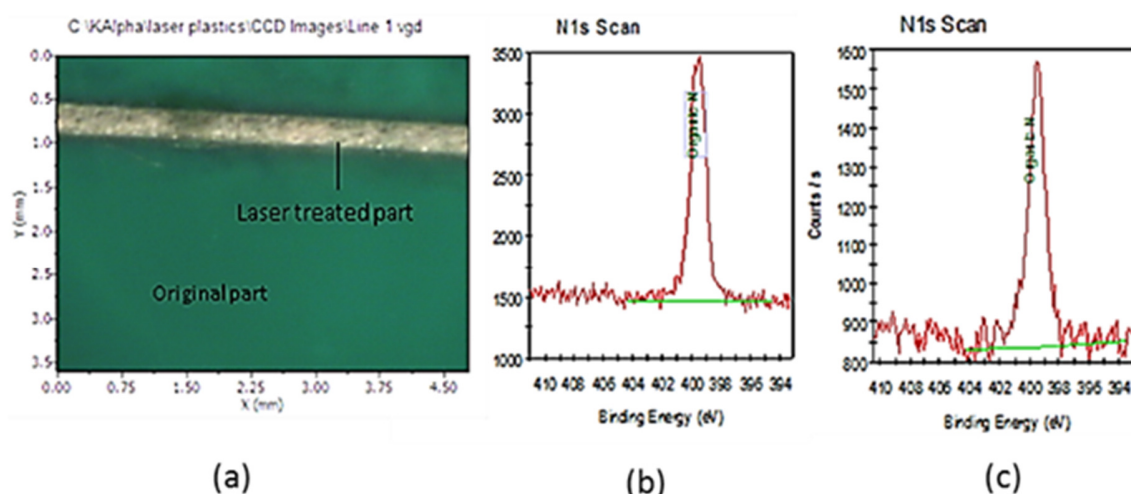 C:\KAlpha\laser plastics\CCD Images\Line 1.vgd
0.0
0.5
1.0
1.5
2.0
2.5
3.0
3.5
Y (mm)
Laser treated part
Original part
0.00 0.75 1.50 2.25 3.00 3.75 4.50
X (mm)
(a)
N1s Scan
3500
3000
2500
2000
1500
1000
Organic N
410 408 406 404 402 400 398 396 394
Binding Energy (eV)
(b)
N1s Scan
1600
1500
1400
1300
1200
1100
1000
900
800
Counts / s
Organic N
410 408 406 404 402 400 398 396 394
Binding Energy (eV)
(c)